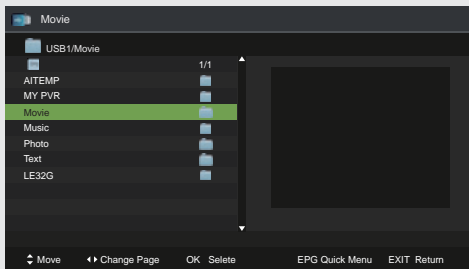 Movie
USB1/Movie
1/1
AITEMP
MY PVR
Movie
Music
Photo
Text
LE32G
Move Change Page OK Selete EPG Quick Menu EXIT Return